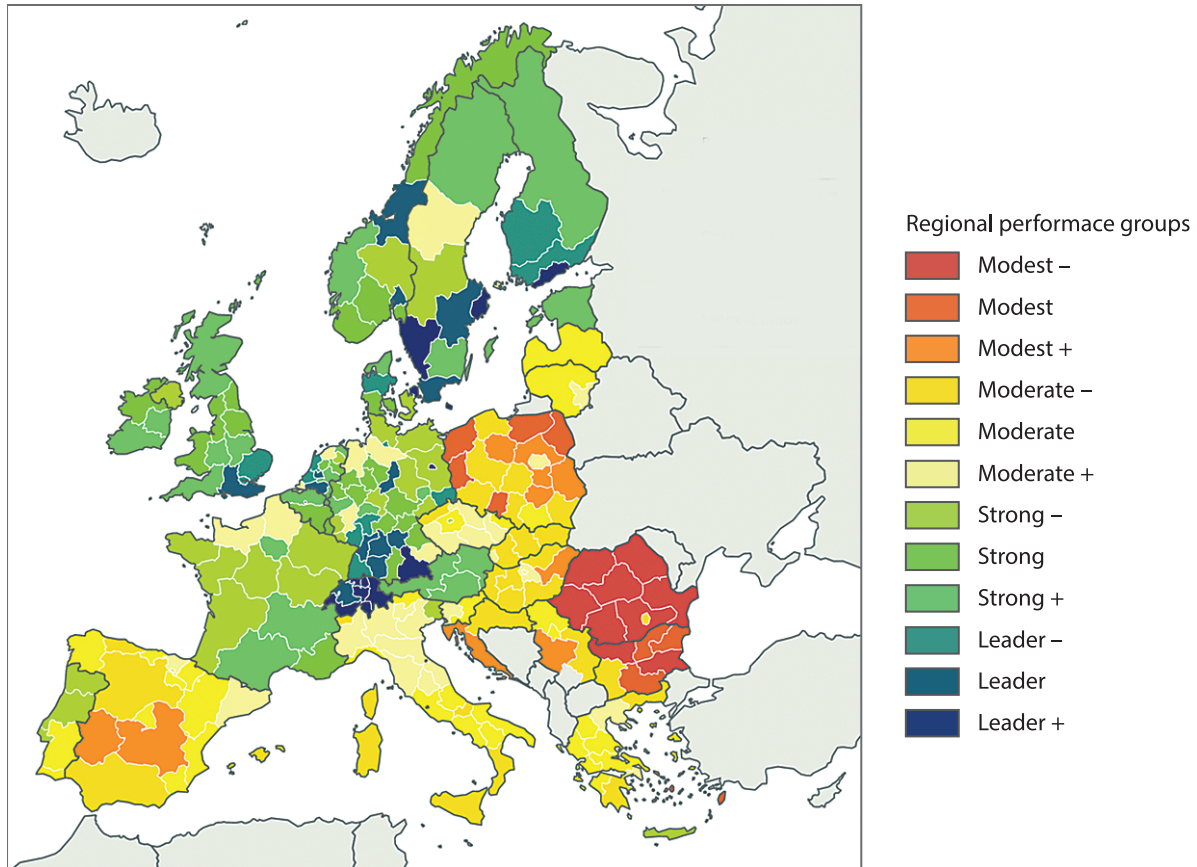 Regional performace groups
Modest –
Modest
Modest +
Moderate –
Moderate
Moderate +
Strong –
Strong
Strong +
Leader –
Leader
Leader +